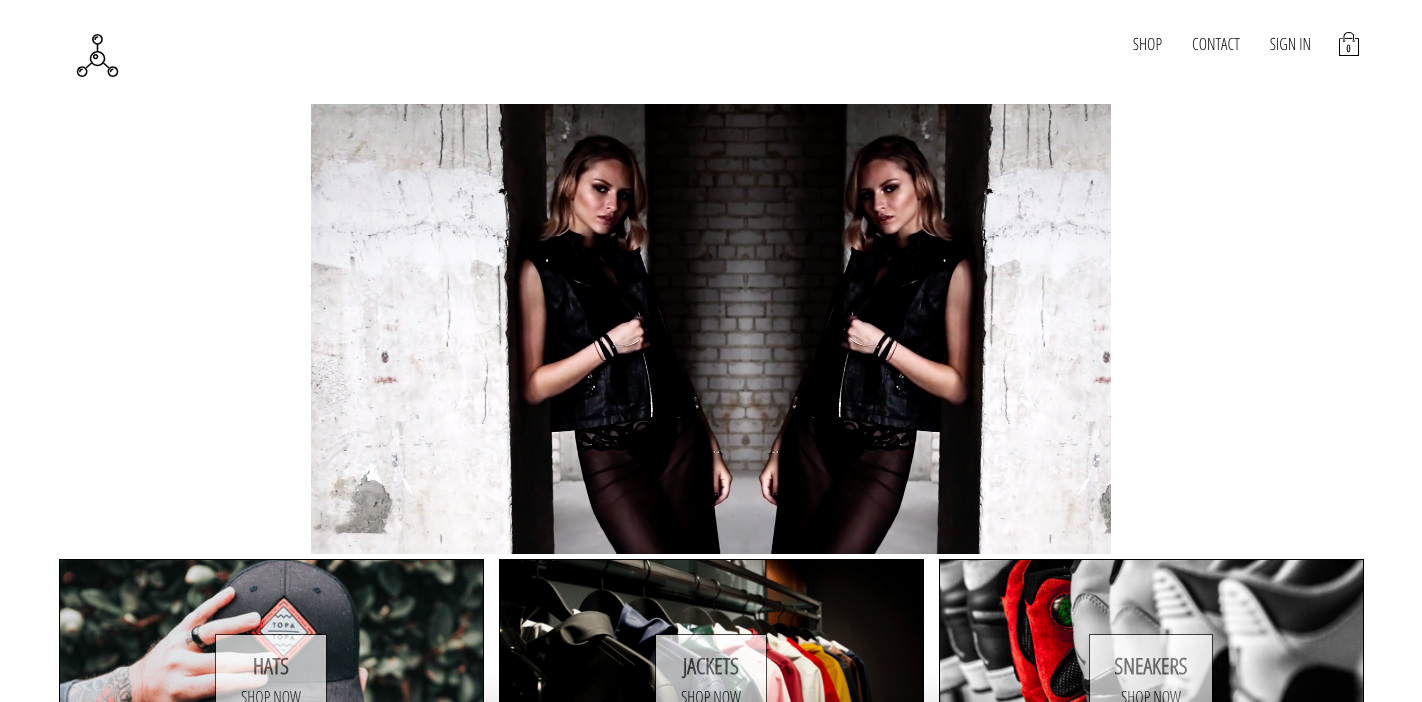 SHOP CONTACT SIGN IN 0
TOPA
TOPA
HATS
SHOP NOW
JACKETS
SHOP NOW
SNEAKERS
SHOP NOW